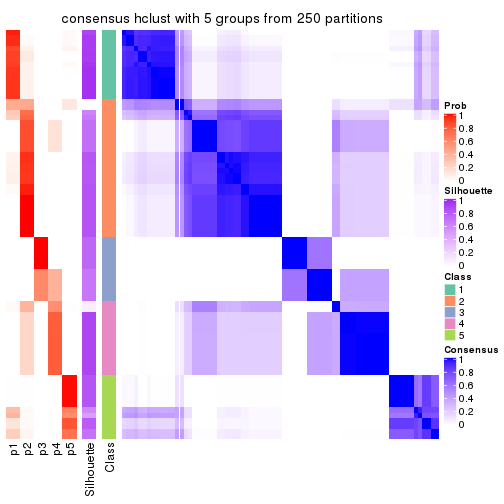 consensus hclust with 5 groups from 250 partitions
Prob
1
0.8
0.6
0.4
0.2
0
Silhouette
1
0.8
0.6
0.4
0.2
0
Class
1
2
3
4
5
Consensus
1
0.8
0.6
0.4
0.2
0
p1
p2
p3
p4
p5
Silhouette
Class